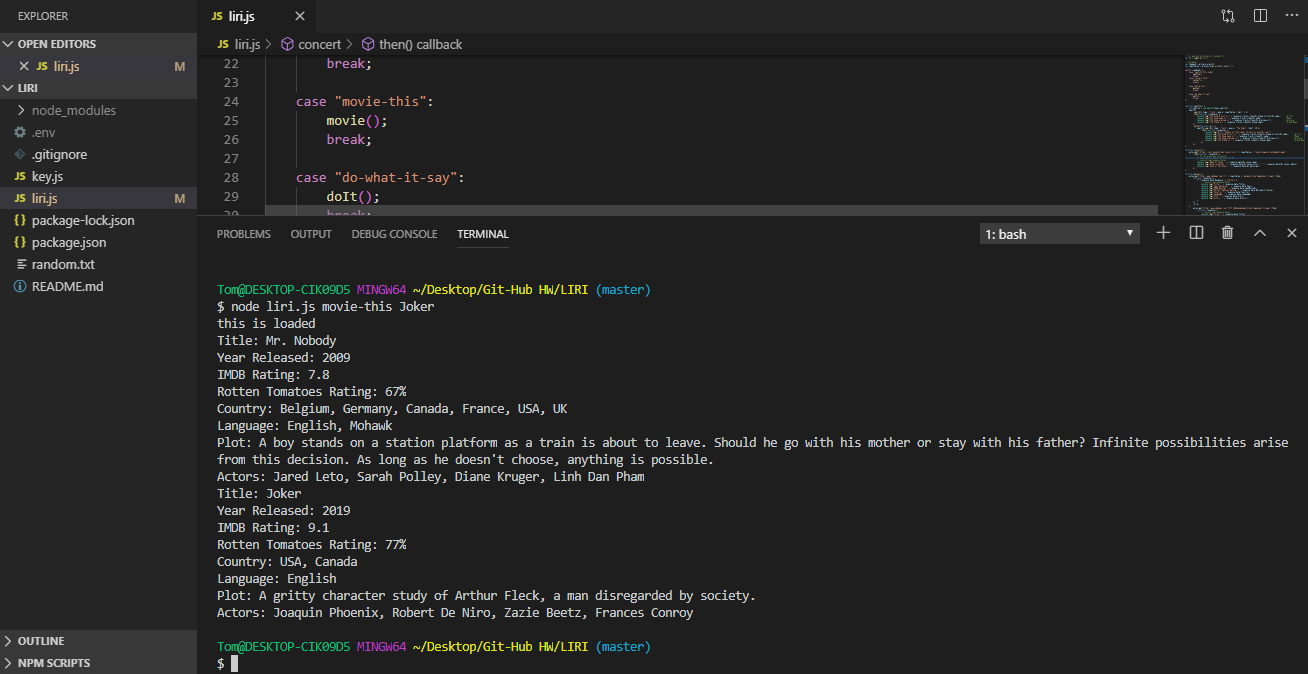 EXPLORER
OPEN EDITORS
JS liri.js M
LIRI
node_modules
.env
.gitignore
JS key.js
JS liri.js M
{} package-lock.json
{} package.json
random.txt
README.md
OUTLINE
NPM SCRIPTS
JS liri.js
JS liri.js > concert > then() callback
22 break;
23
24 case "movie-this":
25 movie();
26 break;
27
28 case "do-what-it-say":
29 doIt();
30 break;
PROBLEMS OUTPUT DEBUG CONSOLE TERMINAL 1: bash
Tom@DESKTOP-CIK09D5 MINGW64 ~/Desktop/Git-Hub HW/LIRI (master)
$ node liri.js movie-this Joker
this is loaded
Title: Mr. Nobody
Year Released: 2009
IMDB Rating: 7.8
Rotten Tomatoes Rating: 67%
Country: Belgium, Germany, Canada, France, USA, UK
Language: English, Mohawk
Plot: A boy stands on a station platform as a train is about to leave. Should he go with his mother or stay with his father? Infinite possibilities arise
from this decision. As long as he doesn't choose, anything is possible.
Actors: Jared Leto, Sarah Polley, Diane Kruger, Linh Dan Pham
Title: Joker
Year Released: 2019
IMDB Rating: 9.1
Rotten Tomatoes Rating: 77%
Country: USA, Canada
Language: English
Plot: A gritty character study of Arthur Fleck, a man disregarded by society.
Actors: Joaquin Phoenix, Robert De Niro, Zazie Beetz, Frances Conroy
Tom@DESKTOP-CIK09D5 MINGW64 ~/Desktop/Git-Hub HW/LIRI (master)
$